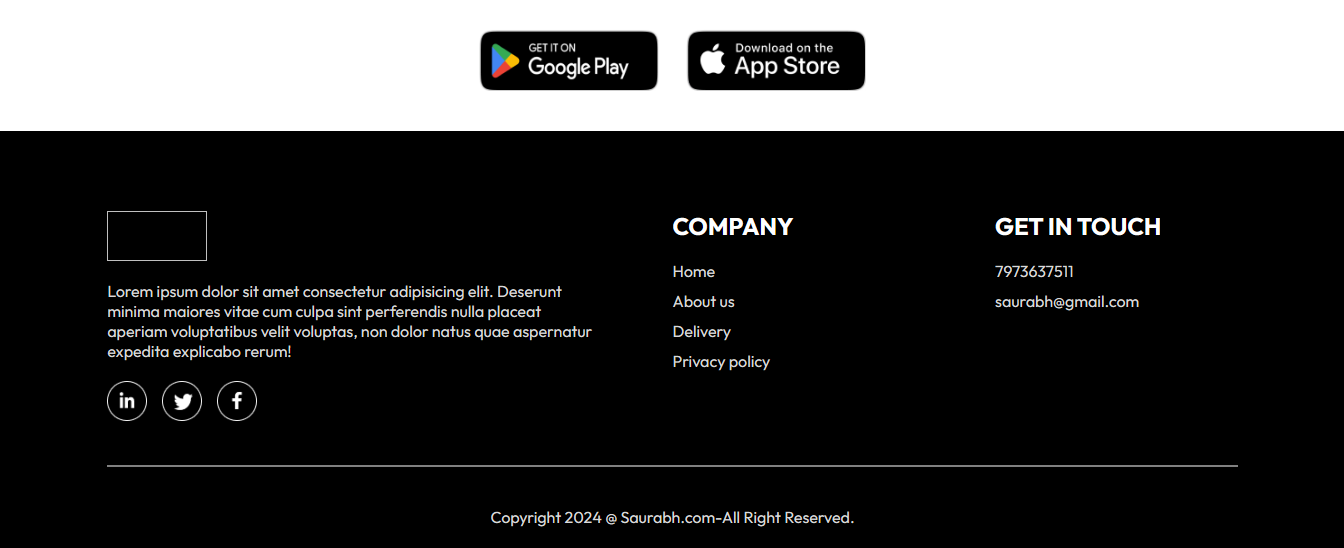 GET IT ON
Google Play
Download on the
App Store
Lorem ipsum dolor sit amet consectetur adipisicing elit. Deserunt
minima maiores vitae cum culpa sint perferendis nulla placeat
aperiam voluptatibus velit voluptas, non dolor natus quae aspernatur
expedita explicabo rerum!
in
COMPANY
Home
About us
Delivery
Privacy policy
GET IN TOUCH
7973637511
saurabh@gmail.com
Copyright 2024 @ Saurabh.com-All Right Reserved.